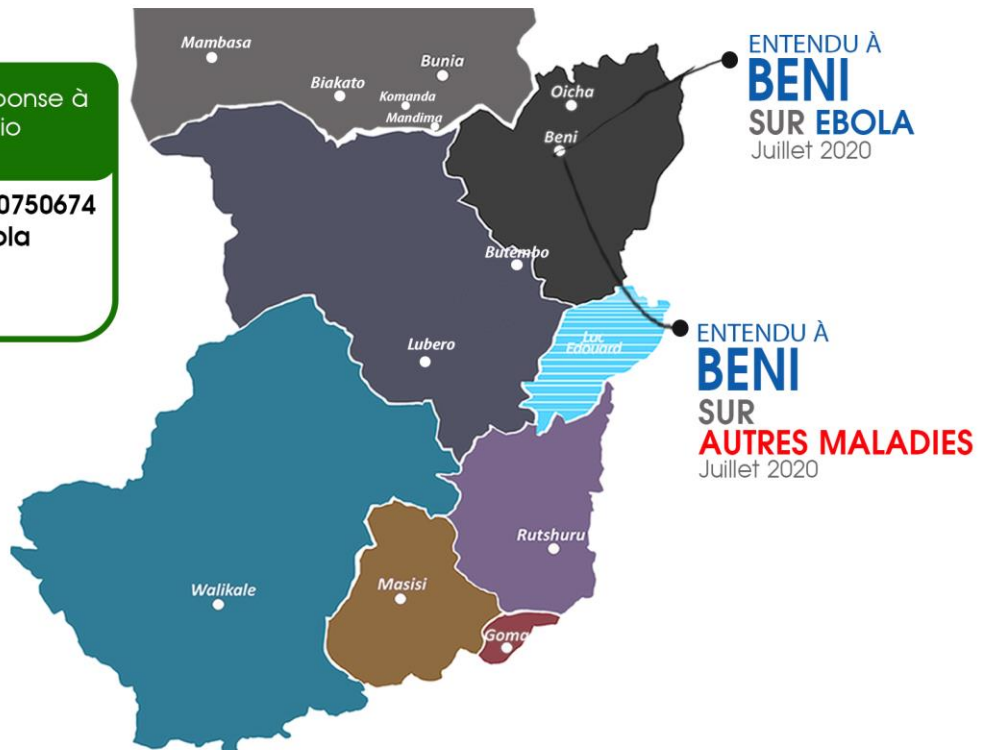 ponse à
io
0750674
ola
Mambasa
Bunia
Biakato
Komanda
Mandima
Oicha
Beni
Butembo
Lubero
Lac
Edouard
Rutshuru
Walikale
Masisi
Goma
ENTENDU À
BENI
SUR EBOLA
Juillet 2020
ENTENDU À
BENI
SUR
AUTRES MALADIES
Juillet 2020